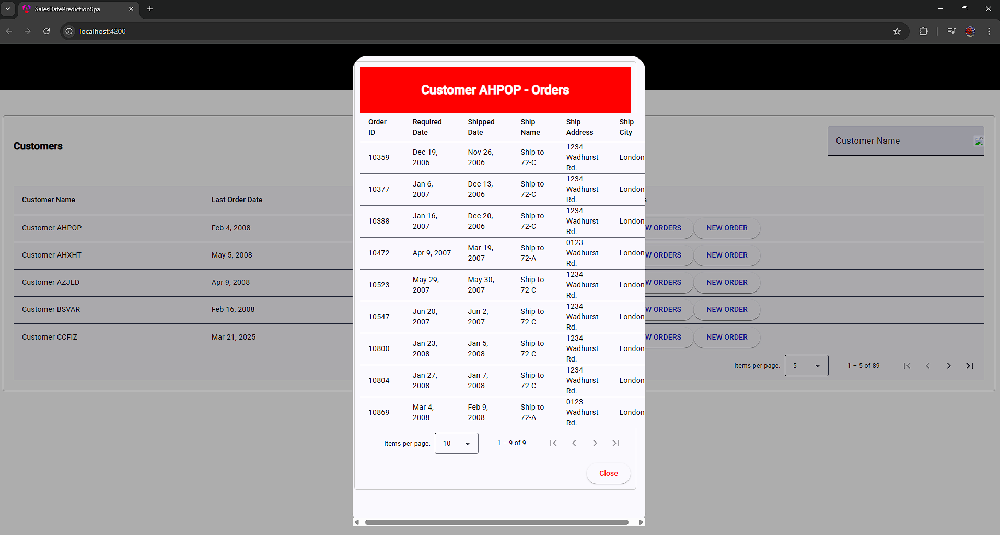 SalesDatePredictionSpa
localhost:4200
Customer AHPOP - Orders
Order ID Required Date Shipped Date Ship Name Ship Address Ship City
10359 Dec 19, 2006 Nov 26, 2006 Ship to 72-C 1234 Wadhurst Rd. London
10377 Jan 6, 2007 Dec 13, 2006 Ship to 72-C 1234 Wadhurst Rd. London
10388 Jan 16, 2007 Dec 20, 2006 Ship to 72-C 1234 Wadhurst Rd. London
10472 Apr 9, 2007 Mar 19, 2007 Ship to 72-A 0123 Wadhurst Rd. London
10523 May 29, 2007 May 30, 2007 Ship to 72-C 1234 Wadhurst Rd. London
10547 Jun 20, 2007 Jun 2, 2007 Ship to 72-C 1234 Wadhurst Rd. London
10800 Jan 23, 2008 Jan 5, 2008 Ship to 72-C 1234 Wadhurst Rd. London
10804 Jan 27, 2008 Jan 7, 2008 Ship to 72-C 1234 Wadhurst Rd. London
10869 Mar 4, 2008 Feb 9, 2008 Ship to 72-A 0123 Wadhurst Rd. London
Items per page: 10 1 – 9 of 9
Close
Customers
Customer Name
Customer Name Last Order Date s
Customer AHPOP Feb 4, 2008 W ORDERS NEW ORDER
Customer AHXHT May 5, 2008 W ORDERS NEW ORDER
Customer AZJED Apr 9, 2008 W ORDERS NEW ORDER
Customer BSVAR Feb 16, 2008 W ORDERS NEW ORDER
Customer CCFIZ Mar 21, 2025 W ORDERS NEW ORDER
Items per page: 5 1 – 5 of 89